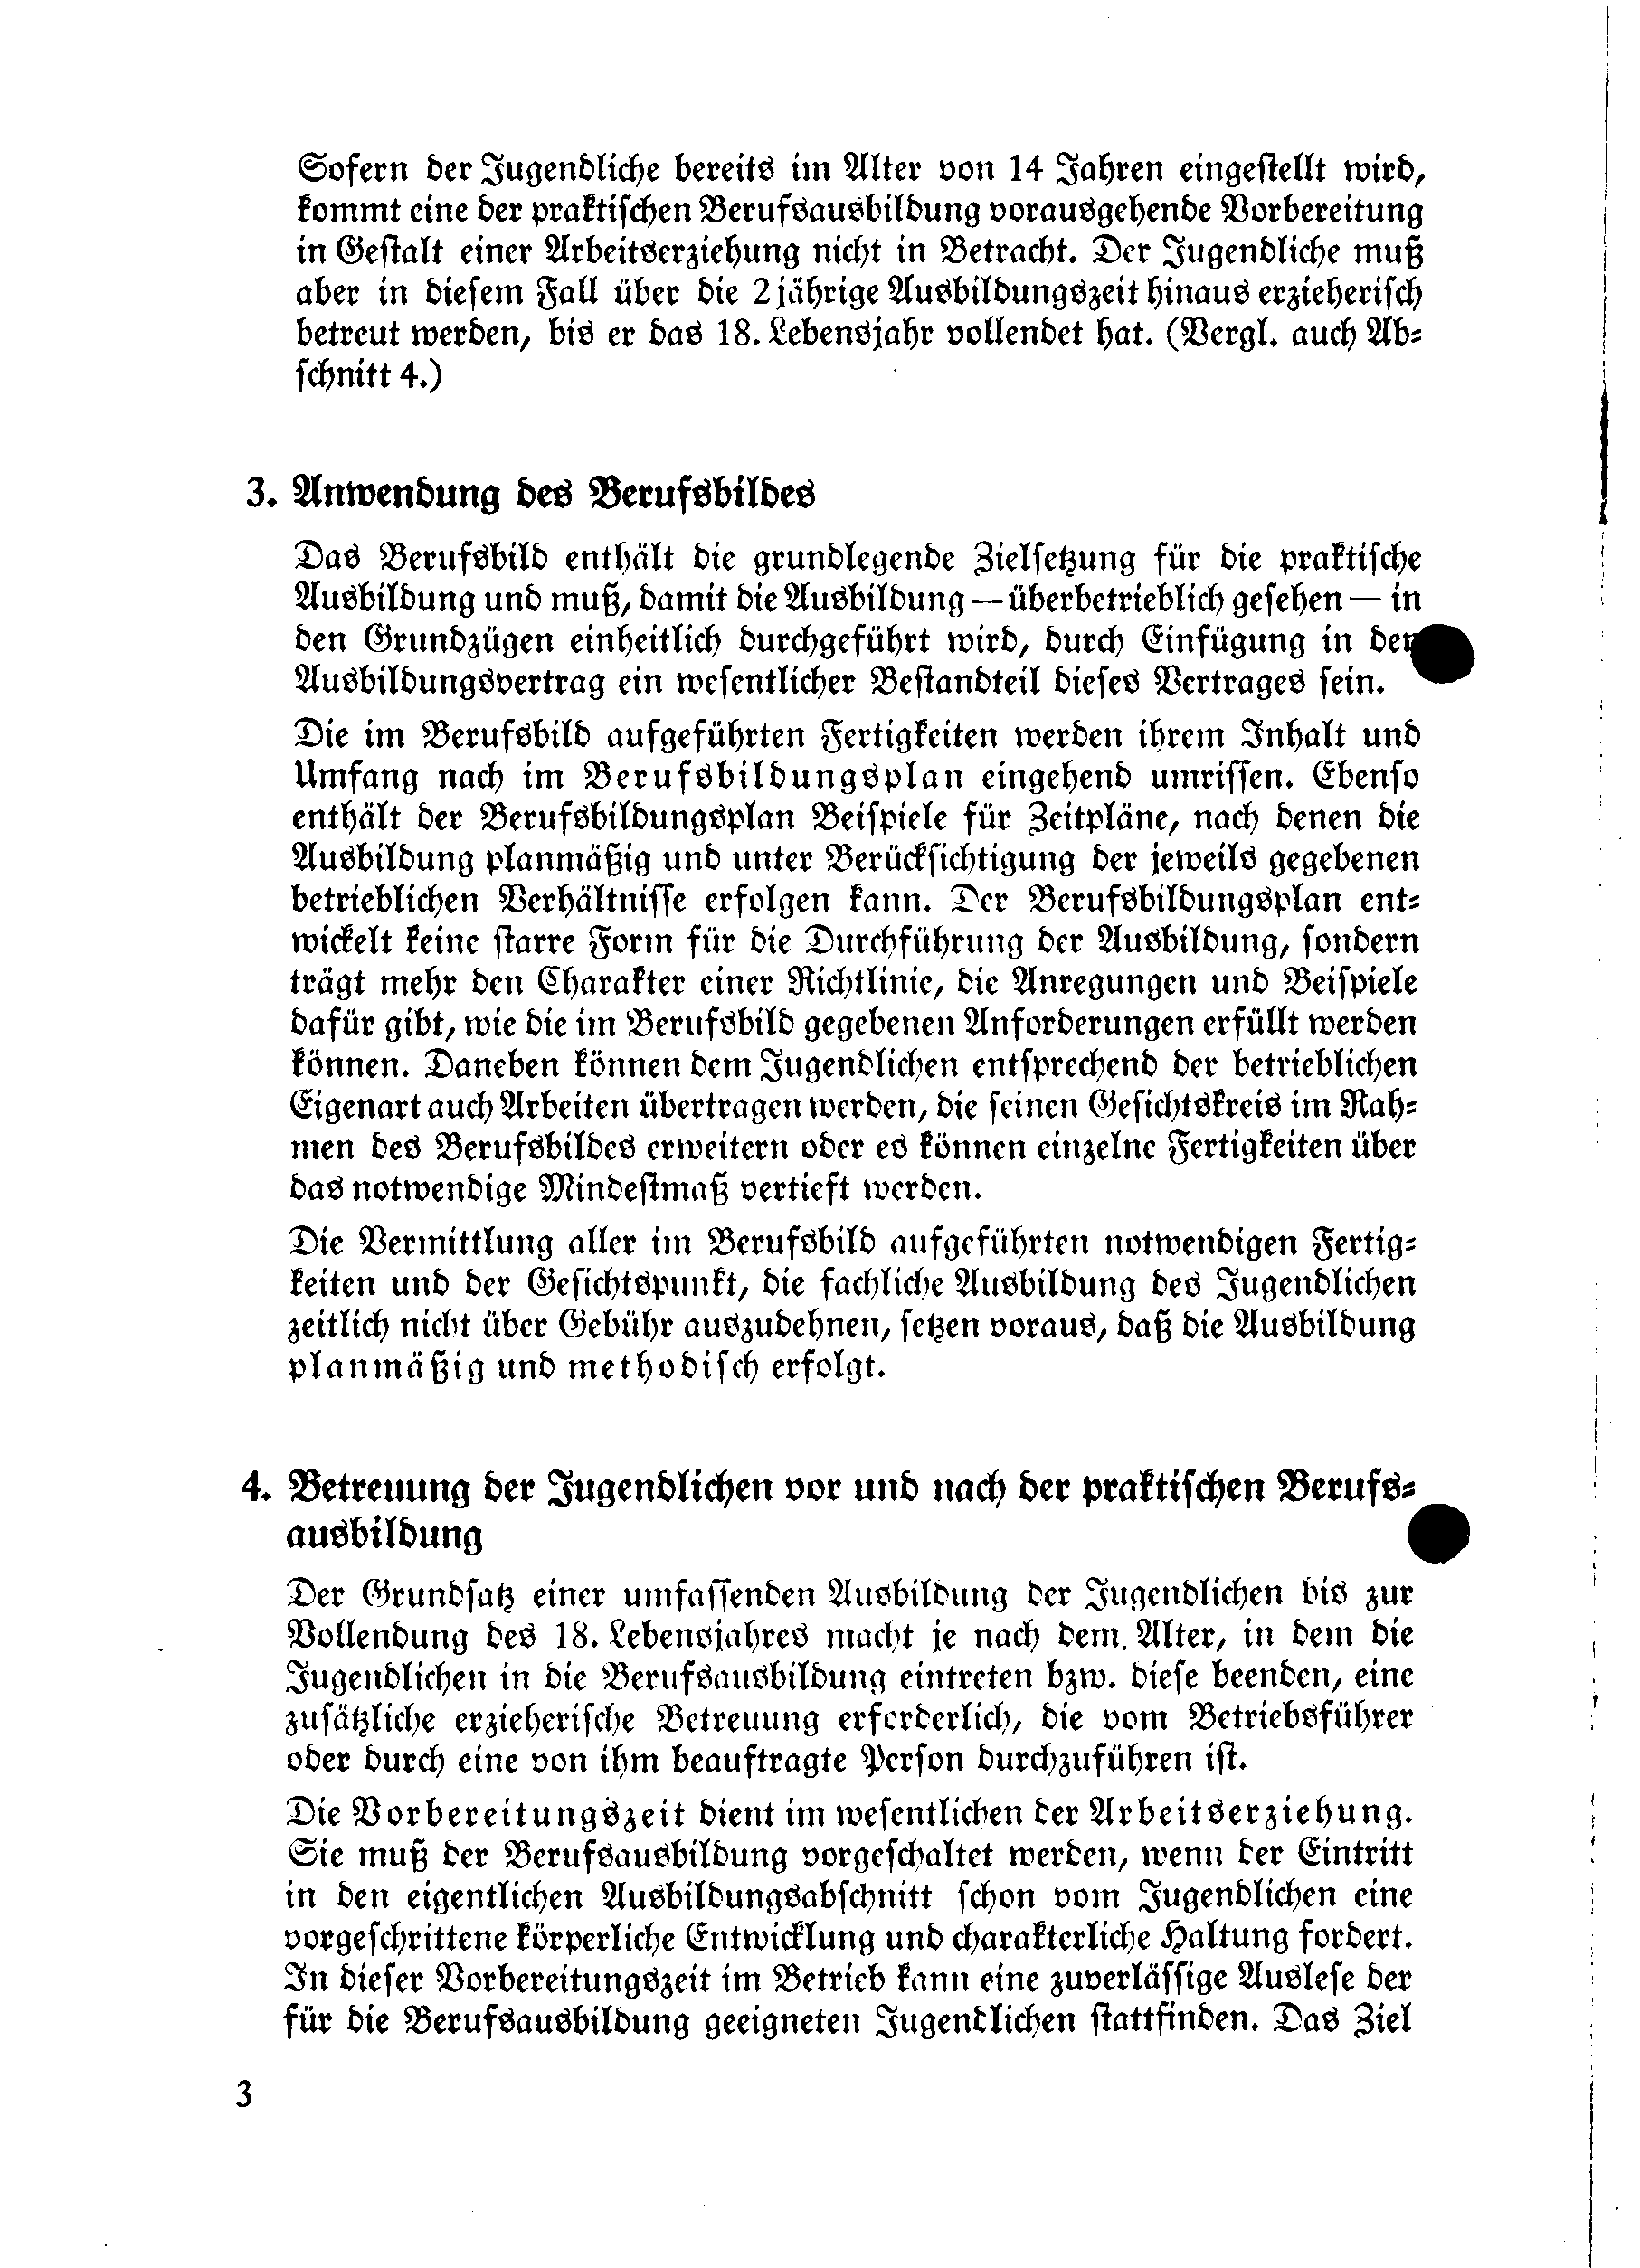 Sofern der Jugendliche bereits im Alter von 14 Jahren eingestellt wird,
kommt eine der praktischen Berufsausbildung vorausgehende Vorbereitung
in Gestalt einer Arbeitserziehung nicht in Betracht. Der Jugendliche muß
aber in diesem Fall über die 2jährige Ausbildungszeit hinaus erzieherisch
betreut werden, bis er das 18. Lebensjahr vollendet hat. (Vergl. auch Ab-
schnitt 4.)
3. Anwendung des Berufsbildes
Das Berufsbild enthält die grundlegende Zielsetzung für die praktische
Ausbildung und muß, damit die Ausbildung — überbetrieblich gesehen — in
den Grundzügen einheitlich durchgeführt wird, durch Einfügung in den
Ausbildungsvertrag ein wesentlicher Bestandteil dieses Vertrages sein.
Die im Berufsbild aufgeführten Fertigkeiten werden ihrem Inhalt und
Umfang nach im Berufsbildungsplan eingehend umrissen. Ebenso
enthält der Berufsbildungsplan Beispiele für Zeitpläne, nach denen die
Ausbildung planmäßig und unter Berücksichtigung der jeweils gegebenen
betrieblichen Verhältnisse erfolgen kann. Der Berufsbildungsplan ent-
wickelt keine starre Form für die Durchführung der Ausbildung, sondern
trägt mehr den Charakter einer Richtlinie, die Anregungen und Beispiele
dafür gibt, wie die im Berufsbild gegebenen Anforderungen erfüllt werden
können. Daneben können dem Jugendlichen entsprechend der betrieblichen
Eigenart auch Arbeiten übertragen werden, die seinen Gesichtskreis im Rah-
men des Berufsbildes erweitern oder es können einzelne Fertigkeiten über
das notwendige Mindestmaß vertieft werden.
Die Vermittlung aller im Berufsbild aufgeführten notwendigen Fertig-
keiten und der Gesichtspunkt, die fachliche Ausbildung des Jugendlichen
zeitlich nicht über Gebühr auszudehnen, setzen voraus, daß die Ausbildung
planmäßig und methodisch erfolgt.
4. Betreuung der Jugendlichen vor und nach der praktischen Berufs-
ausbildung
Der Grundsatz einer umfassenden Ausbildung der Jugendlichen bis zur
Vollendung des 18. Lebensjahres macht je nach dem Alter, in dem die
Jugendlichen in die Berufsausbildung eintreten bzw. diese beenden, eine
zusätzliche erzieherische Betreuung erforderlich, die vom Betriebsführer
oder durch eine von ihm beauftragte Person durchzuführen ist.
Die Vorbereitungszeit dient im wesentlichen der Arbeitserziehung.
Sie muß der Berufsausbildung vorgeschaltet werden, wenn der Eintritt
in den eigentlichen Ausbildungsabschnitt schon vom Jugendlichen eine
vorgeschrittene körperliche Entwicklung und charakterliche Haltung fordert.
In dieser Vorbereitungszeit im Betrieb kann eine zuverlässige Auslese der
für die Berufsausbildung geeigneten Jugendlichen stattfinden. Das Ziel
3